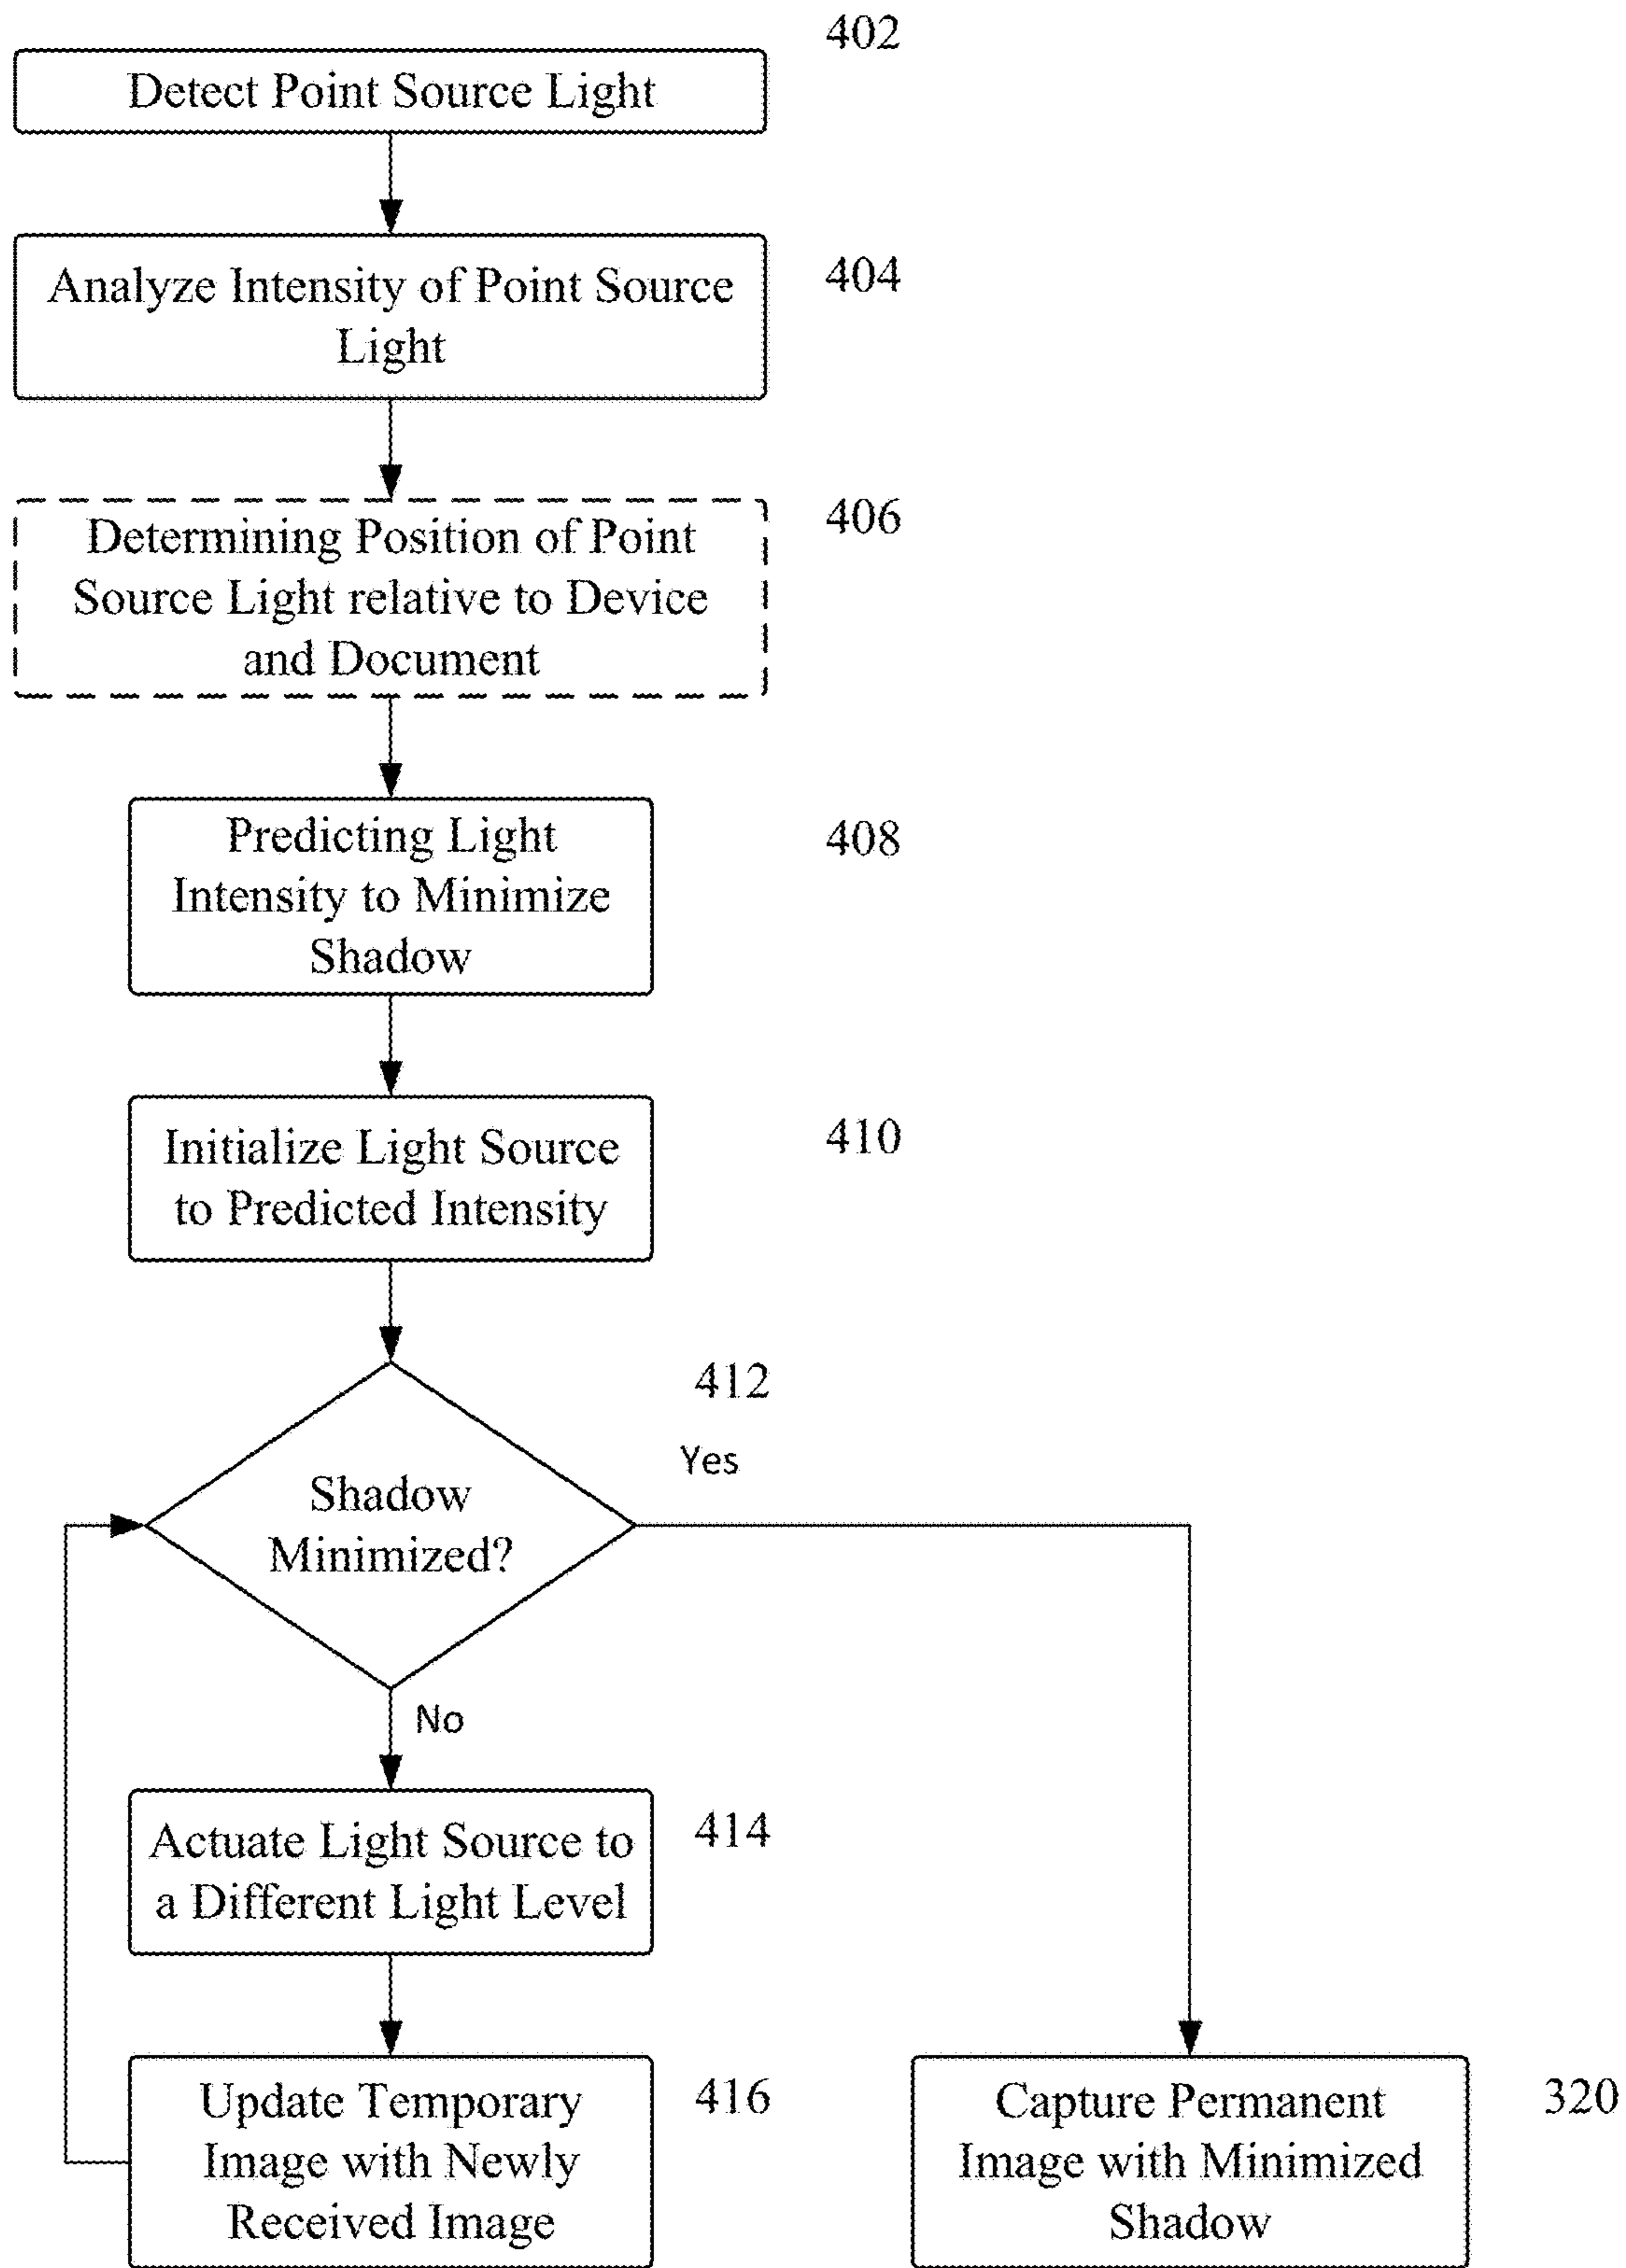 402
Detect Point Source Light
404
Analyze Intensity of Point Source
Light
406
Determining Position of Point
Source Light relative to Device
and Document
408
Predicting Light
Intensity to Minimize
Shadow
410
Initialize Light Source
to Predicted Intensity
412
Yes
Shadow
Minimized?
No
414
Actuate Light Source to
a Different Light Level
416
Update Temporary
Image with Newly
Received Image
320
Capture Permanent
Image with Minimized
Shadow